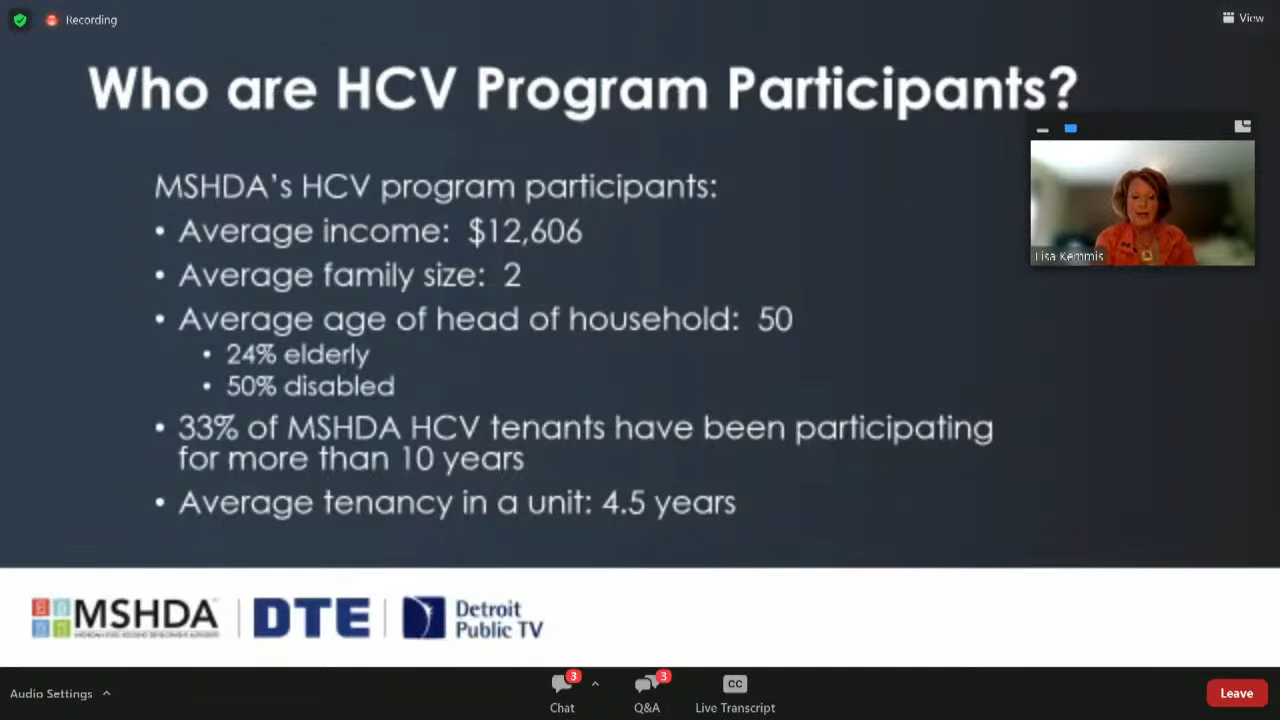 Recording
View
Who are HCV Program Participants?
MSHDA's HCV program participants:
• Average income: $12,606
• Average family size: 2
• Average age of head of household: 50
• 24% elderly
• 50% disabled
• 33% of MSHDA HCV tenants have been participating
for more than 10 years
• Average tenancy in a unit: 4.5 years
Lisa Kemmis
MSHDA
DTE
Detroit
Public TV
Audio Settings
3
Chat
3
Q&A
CC
Live Transcript
Leave